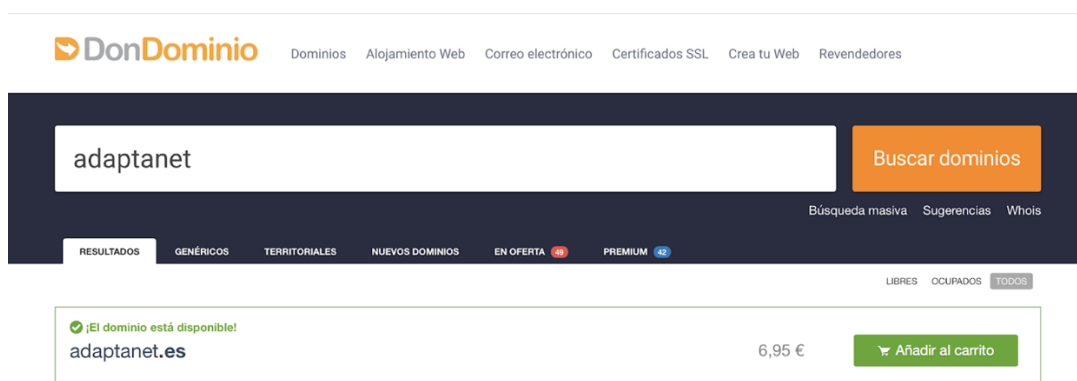 DonDominio Dominios Alojamiento Web Correo electrónico Certificados SSL Crea tu Web Revendedores
adaptanet Buscar dominios
Búsqueda masiva Sugerencias Whois
RESULTADOS GENÉRICOS TERRITORIALES NUEVOS DOMINIOS EN OFERTA 49 PREMIUM 42
LIBRES OCUPADOS TODOS
¡El dominio está disponible!
adaptanet.es 6,95 € Añadir al carrito